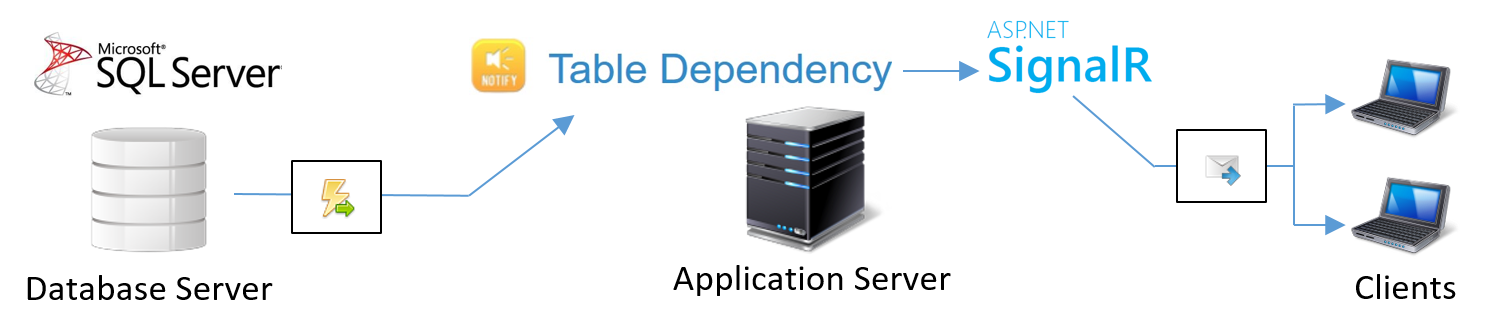 Microsoft®
SQL Server
NOTIFY
Table Dependency
ASP.NET
SignalR
Database Server
Application Server
Clients